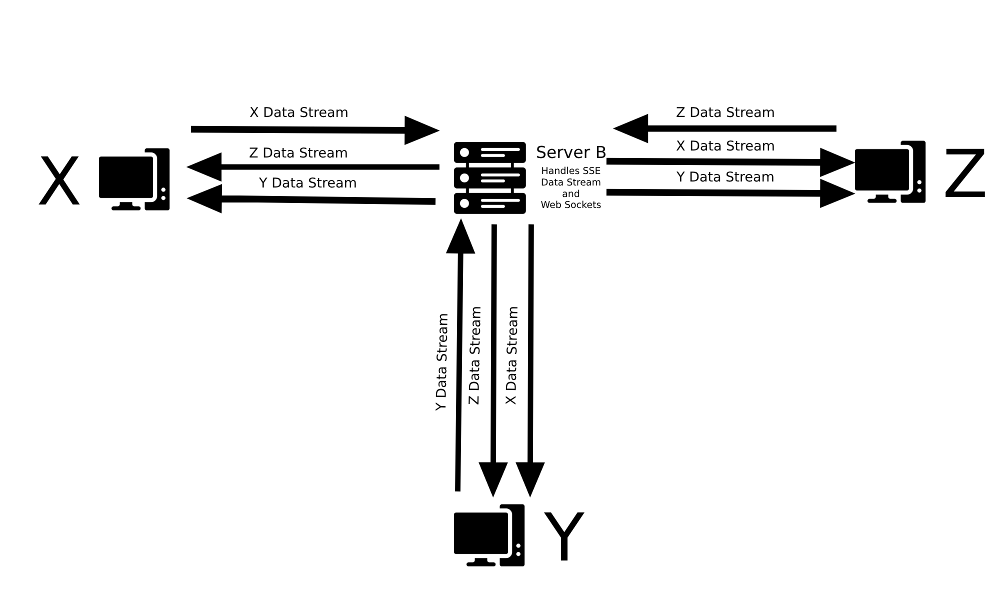 X Data Stream
Z Data Stream
Z Data Stream
Y Data Stream
X
Server B
Handles SSE
Data Stream
and
Web Sockets
X Data Stream
Y Data Stream
Z
Y Data Stream
Z Data Stream
X Data Stream
Y